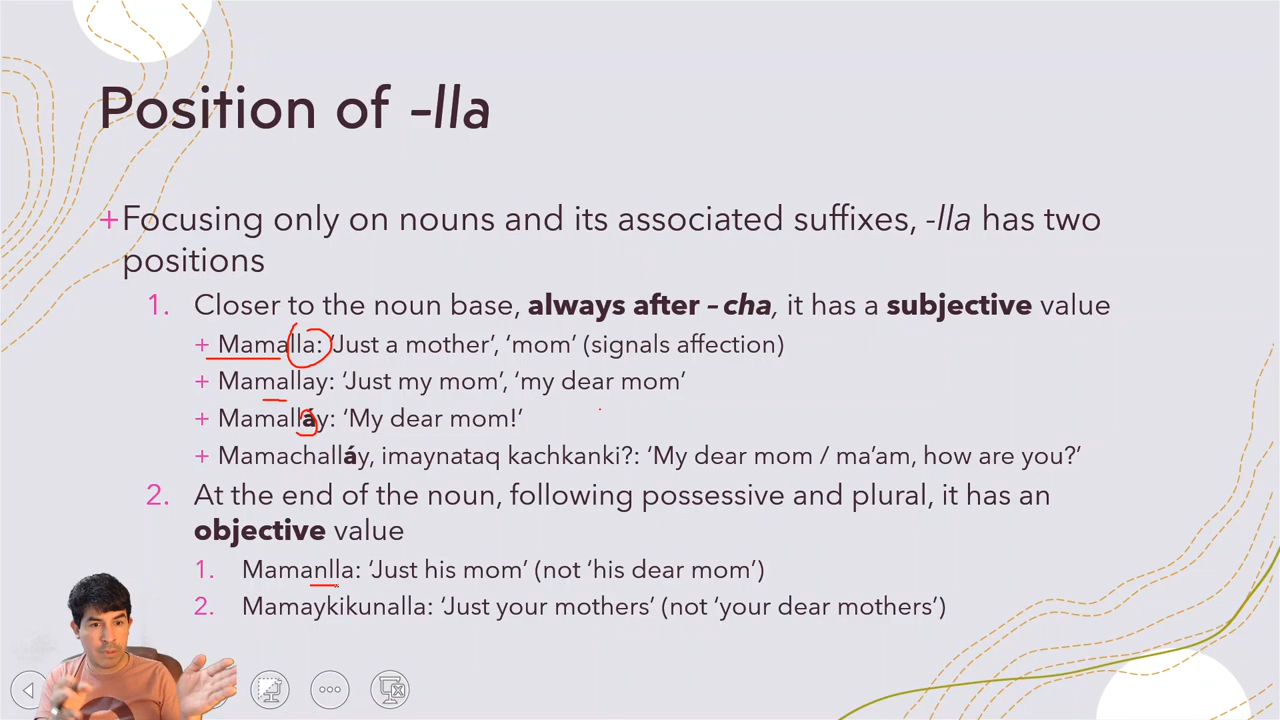 Position of -lla
+Focusing only on nouns and its associated suffixes, -lla has two
positions
1. Closer to the noun base, always after –cha, it has a subjective value
+ Mamalla: ‘Just a mother’, ‘mom’ (signals affection)
+ Mamallay: ‘Just my mom’, ‘my dear mom’
+ Mamalláy: ‘My dear mom!’
+ Mamachalláy, imaynataq kachkanki?: ‘My dear mom / ma’am, how are you?’
2. At the end of the noun, following possessive and plural, it has an
objective value
1. Mamanlla: ‘Just his mom’ (not ‘his dear mom’)
2. Mamaykikunalla: ‘Just your mothers’ (not ‘your dear mothers’)